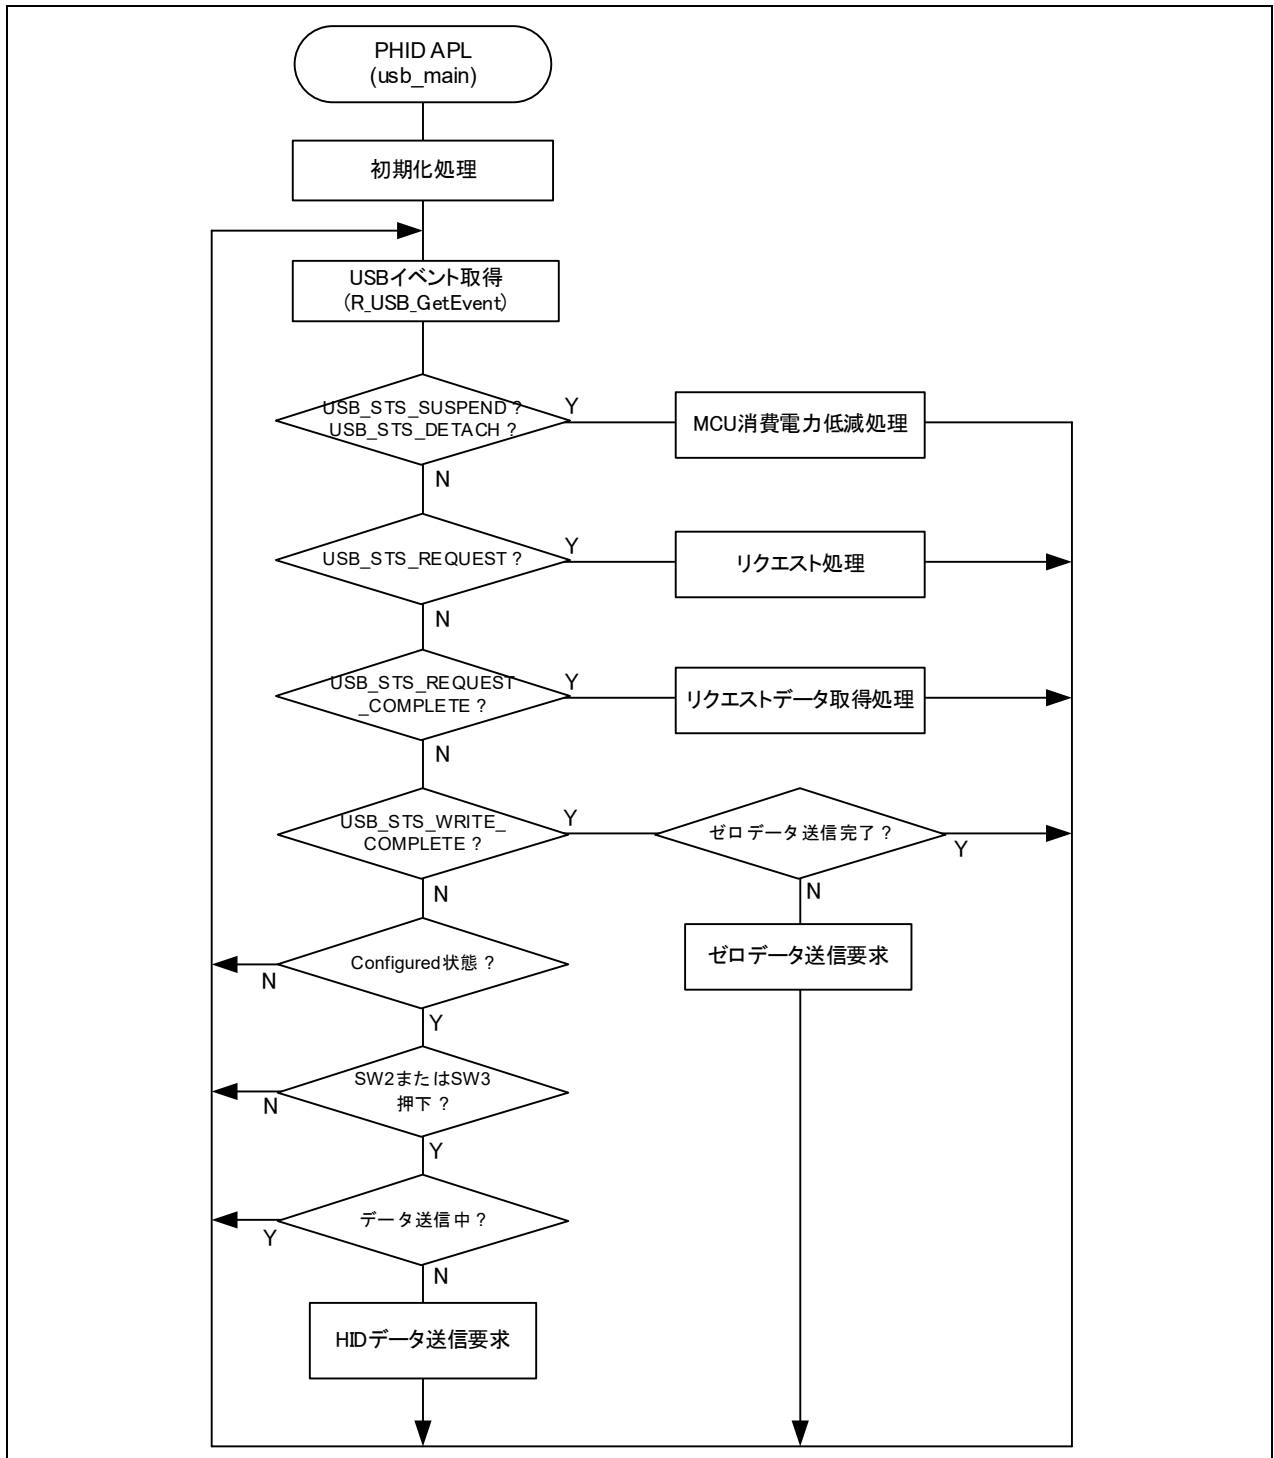 PHID APL
(usb_main)
初期化処理
USBイベント取得
(R_USB_GetEvent)
USB_STS_SUSPEND ?
USB_STS_DETACH ?
Y
MCU消費電力低減処理
N
USB_STS_REQUEST ?
Y
リクエスト処理
N
USB_STS_REQUEST
_COMPLETE ?
Y
リクエストデータ取得処理
N
USB_STS_WRITE_
COMPLETE ?
Y
ゼロデータ送信完了 ?
Y
N
N
ゼロデータ送信要求
Configured状態 ?
N
Y
SW2またはSW3
押下 ?
N
Y
データ送信中 ?
Y
N
HIDデータ送信要求